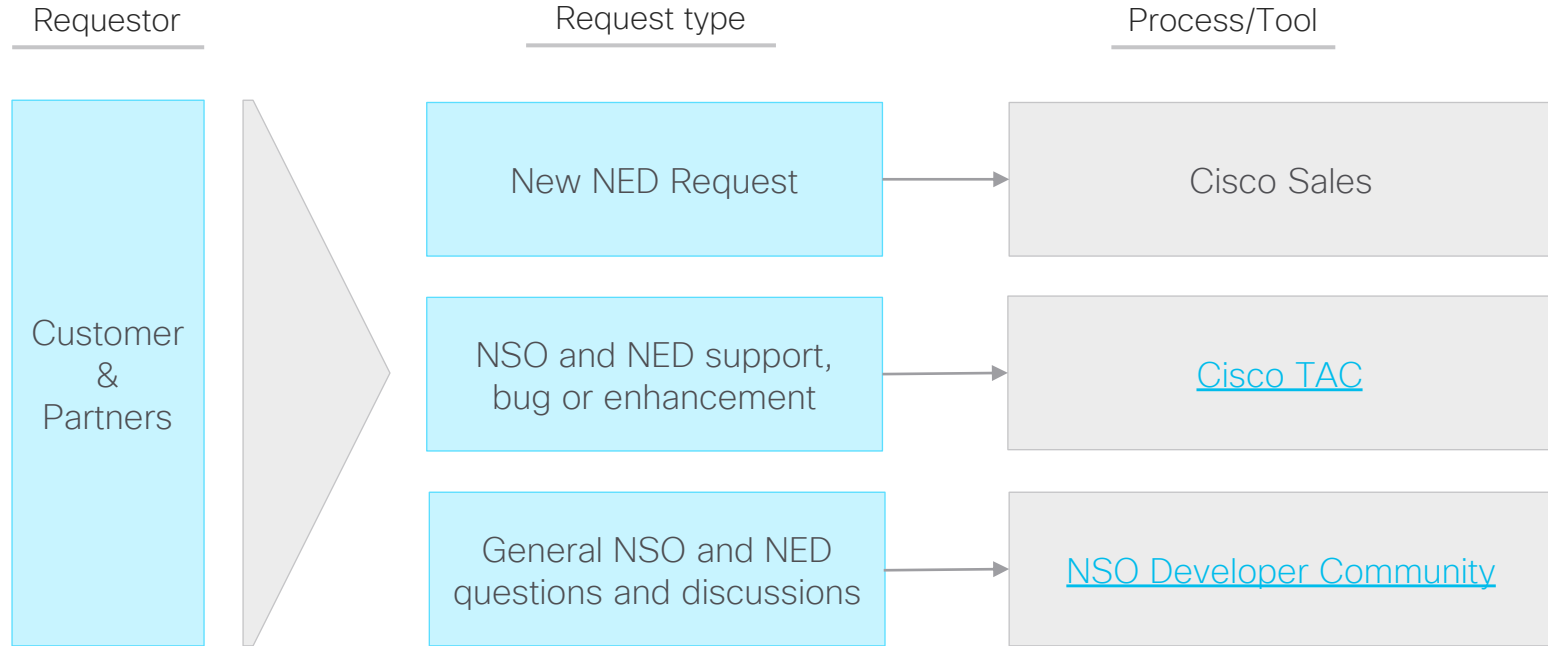 Requestor
Request type
Process/Tool
Customer
&
Partners
New NED Request
Cisco Sales
NSO and NED support,
bug or enhancement
Cisco TAC
General NSO and NED
questions and discussions
NSO Developer Community